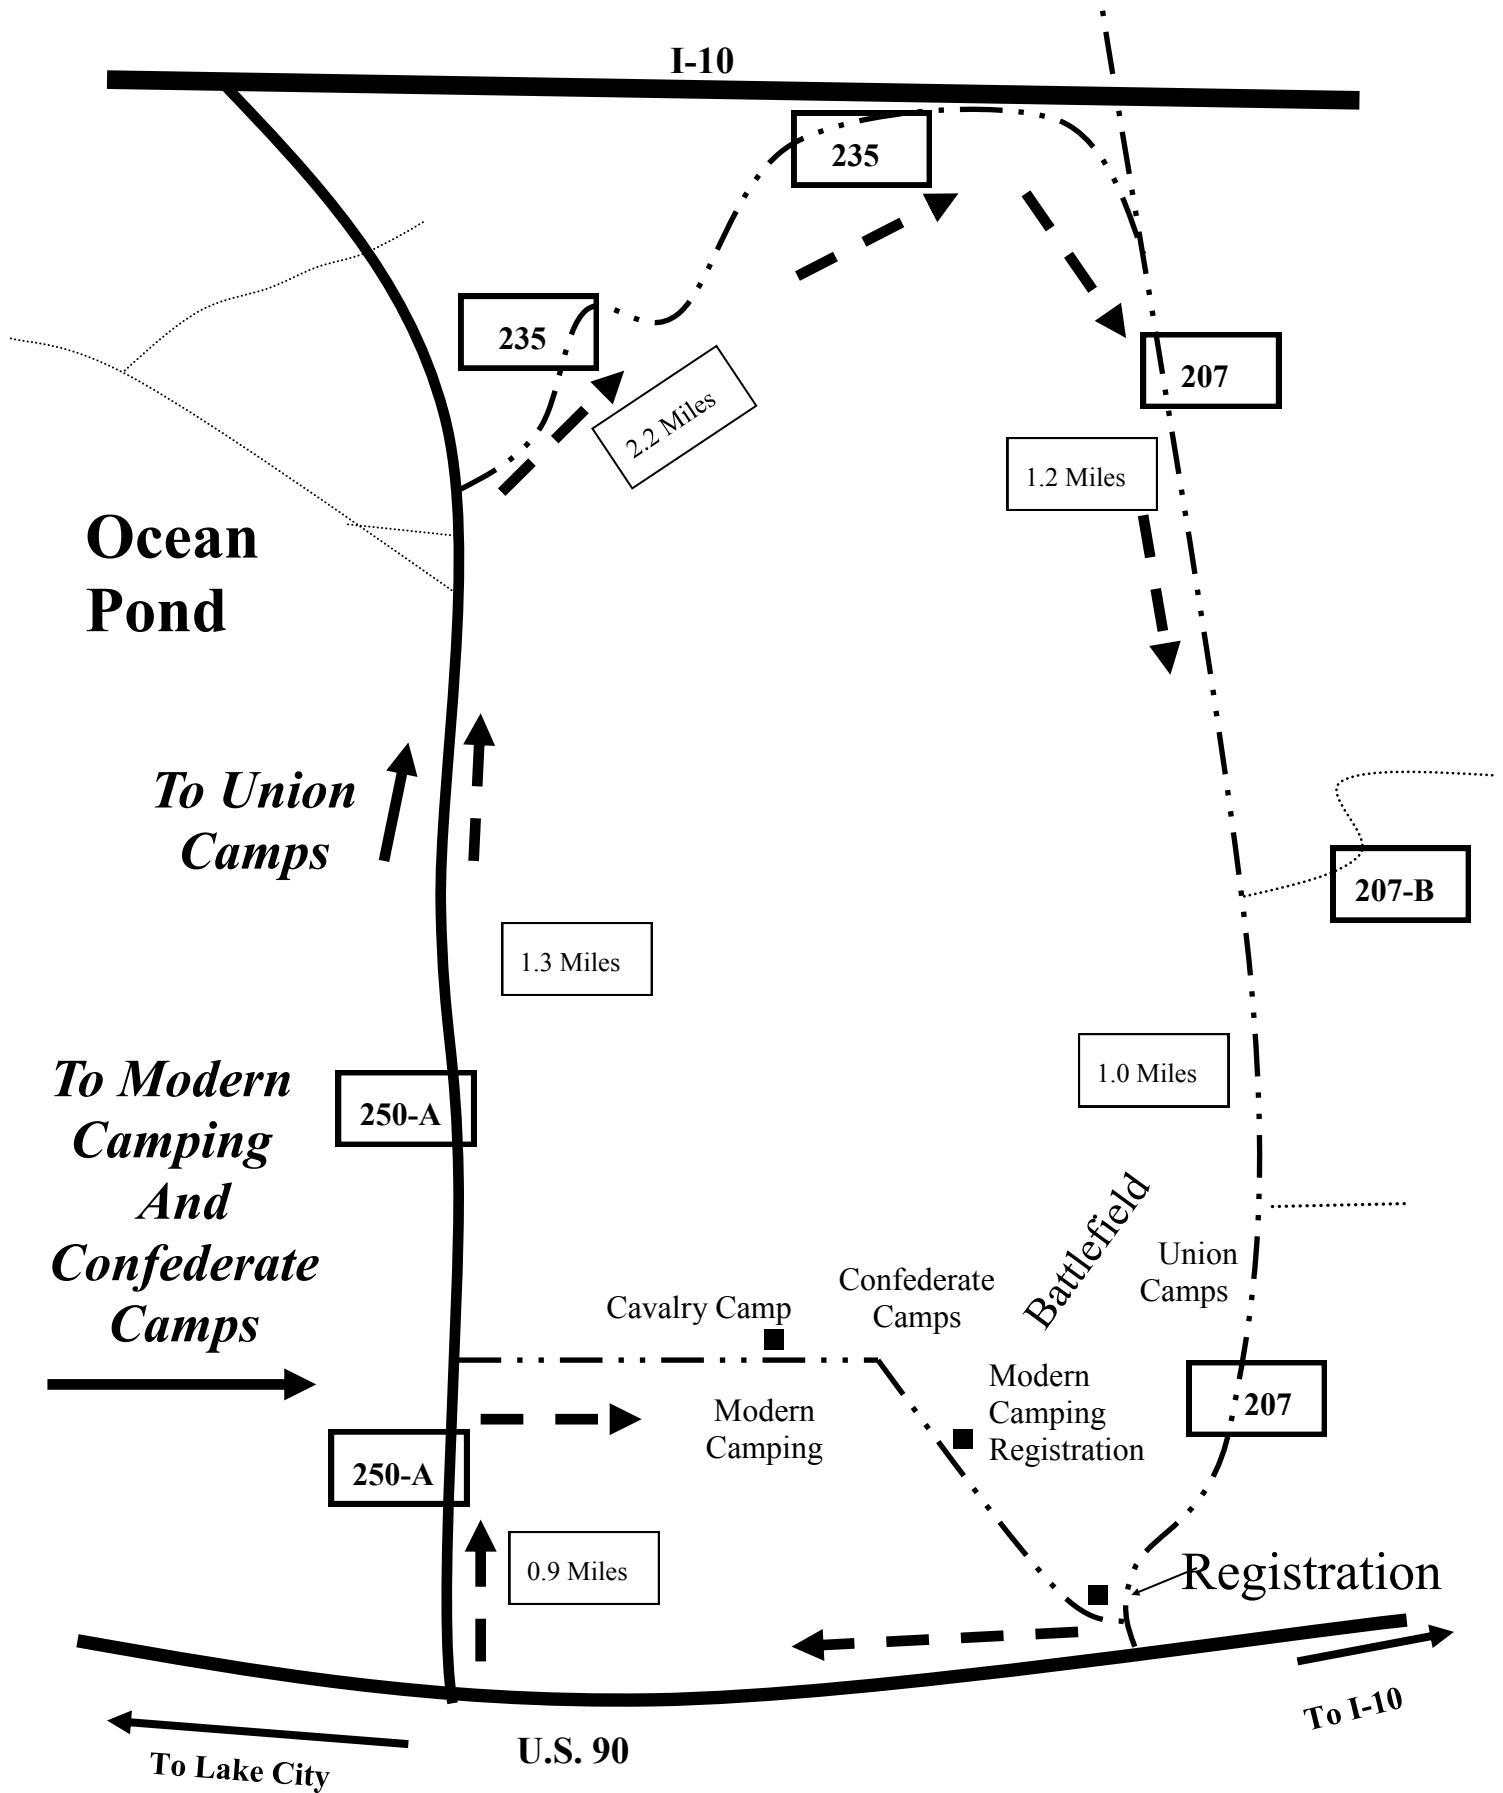 I-10
235
235
207
2.2 Miles
1.2 Miles
Ocean
Pond
To Union
Camps
207-B
1.3 Miles
1.0 Miles
To Modern
Camping
And
Confederate
Camps
250-A
Battlefield
Union
Camps
Confederate
Camps
Cavalry Camp
Modern
Camping
Registration
207
Modern
Camping
250-A
0.9 Miles
Registration
To I-10
U.S. 90
To Lake City